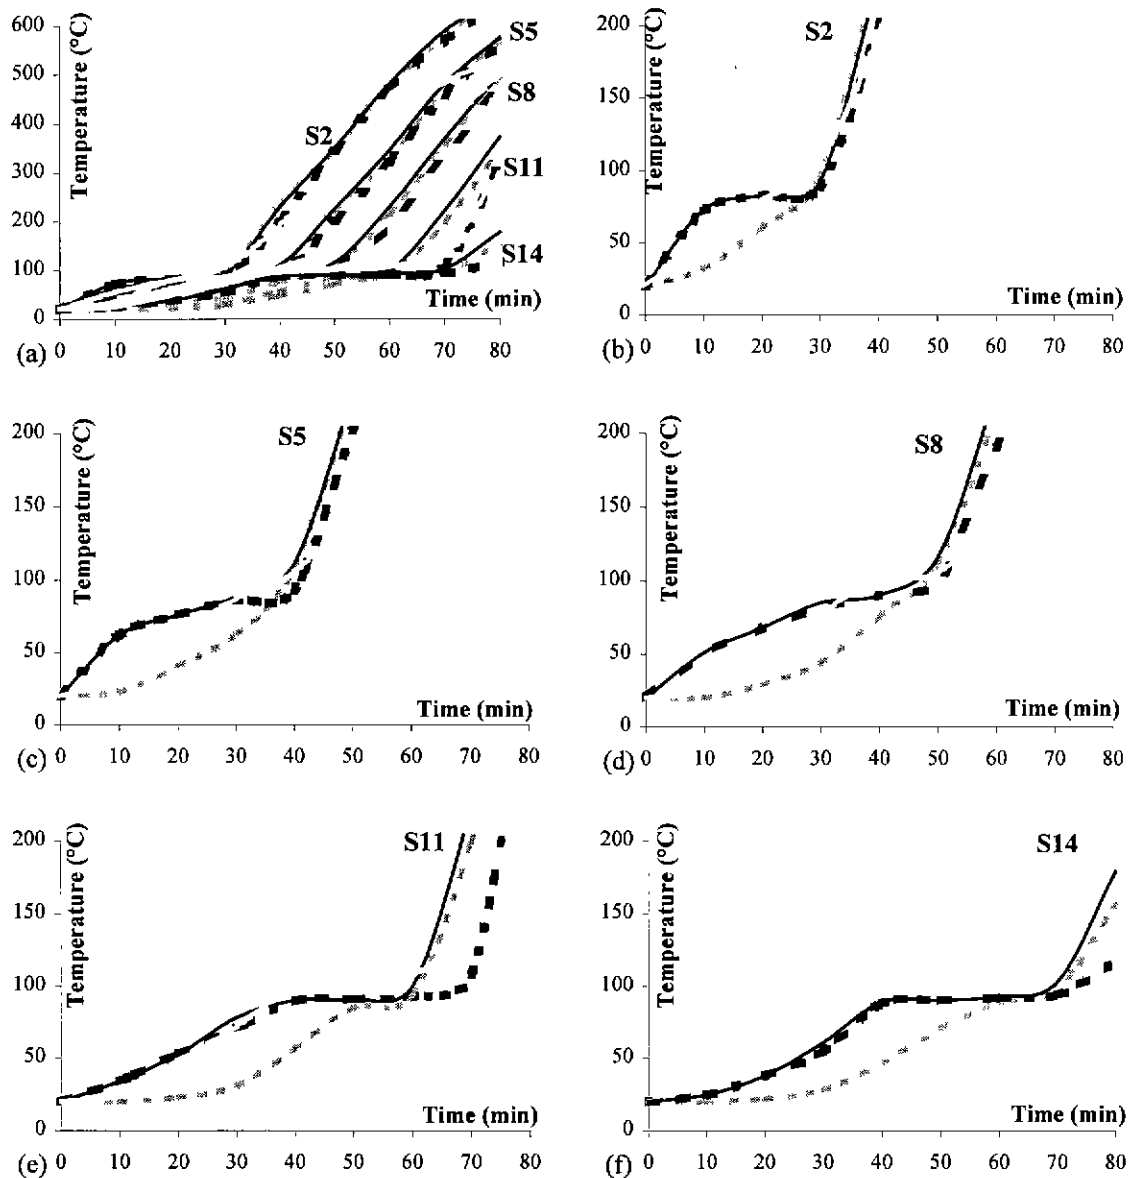 Temperature (°C)
600
500
400
300
200
100
0
S2
S5
S8
S11
S14
Time (min)
(a) 0 10 20 30 40 50 60 70 80
Temperature (°C)
200
150
100
50
0
S2
Time (min)
(b) 0 10 20 30 40 50 60 70 80
Temperature (°C)
200
150
100
50
0
S5
Time (min)
(c) 0 10 20 30 40 50 60 70 80
Temperature (°C)
200
150
100
50
0
S8
Time (min)
(d) 0 10 20 30 40 50 60 70 80
Temperature (°C)
200
150
100
50
0
S11
Time (min)
(e) 0 10 20 30 40 50 60 70 80
Temperature (°C)
200
150
100
50
0
S14
Time (min)
(f) 0 10 20 30 40 50 60 70 80